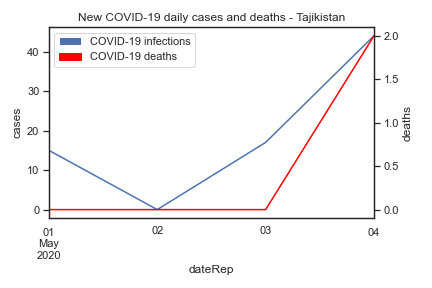 New COVID-19 daily cases and deaths - Tajikistan
COVID-19 infections
COVID-19 deaths
cases
40
30
20
10
0
deaths
2.0
1.5
1.0
0.5
0.0
01
May
2020
02
03
04
dateRep